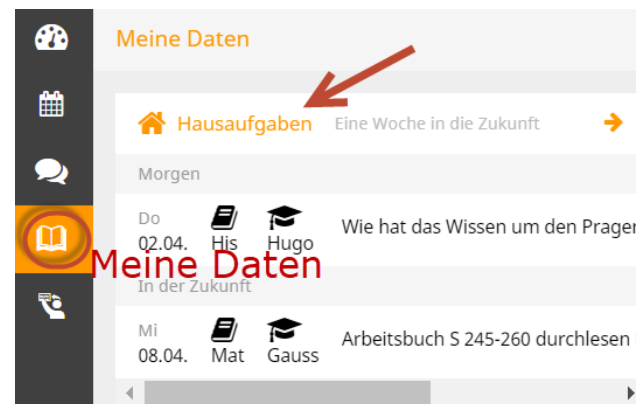 Meine Daten
Hausaufgaben Eine Woche in die Zukunft
Morgen
Do
02.04. His Hugo Wie hat das Wissen um den Prager
Meine Daten
In der Zukunft
Mi
08.04. Mat Gauss Arbeitsbuch S 245-260 durchlesen